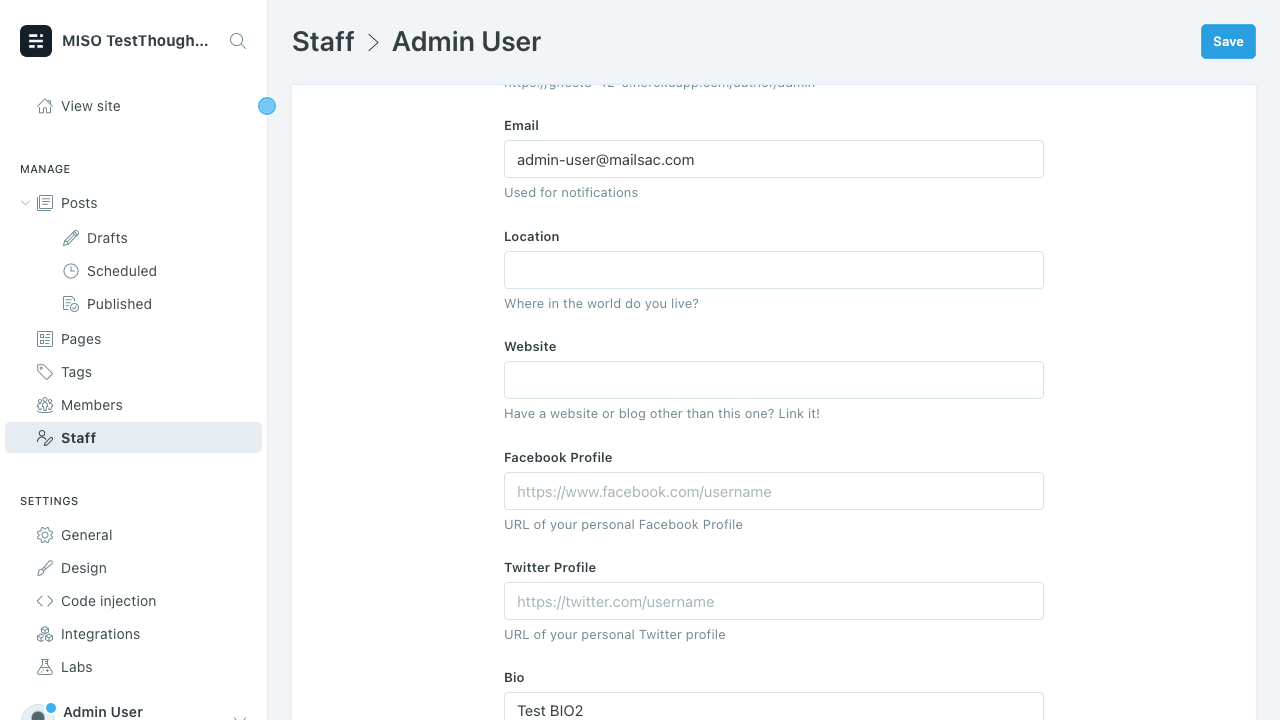 MISO TestThough...
View site
MANAGE
Posts
Drafts
Scheduled
Published
Pages
Tags
Members
Staff
SETTINGS
General
Design
Code injection
Integrations
Labs
Admin User
Staff > Admin User
Save
Email
admin-user@mailsac.com
Used for notifications
Location
Where in the world do you live?
Website
Have a website or blog other than this one? Link it!
Facebook Profile
https://www.facebook.com/username
URL of your personal Facebook Profile
Twitter Profile
https://twitter.com/username
URL of your personal Twitter profile
Bio
Test BIO2